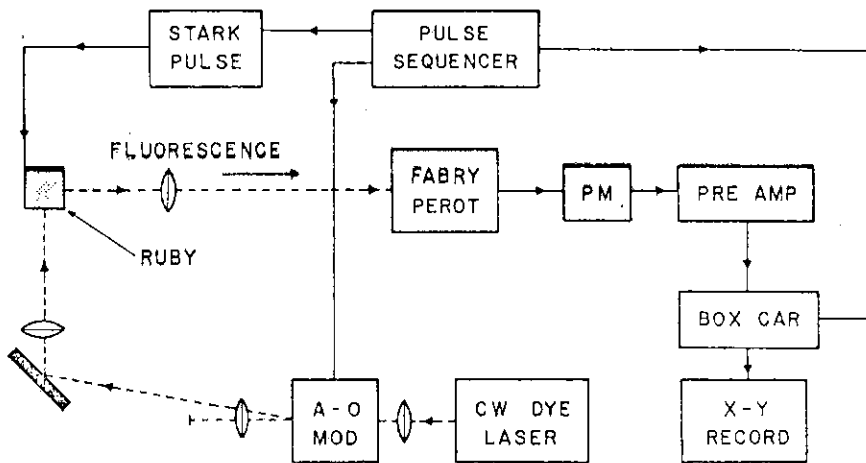 STARK
PULSE
PULSE
SEQUENCER
FLUORESCENCE
FABRY
PEROT
PM
PRE AMP
RUBY
BOX CAR
A-O
MOD
CW DYE
LASER
X-Y
RECORD